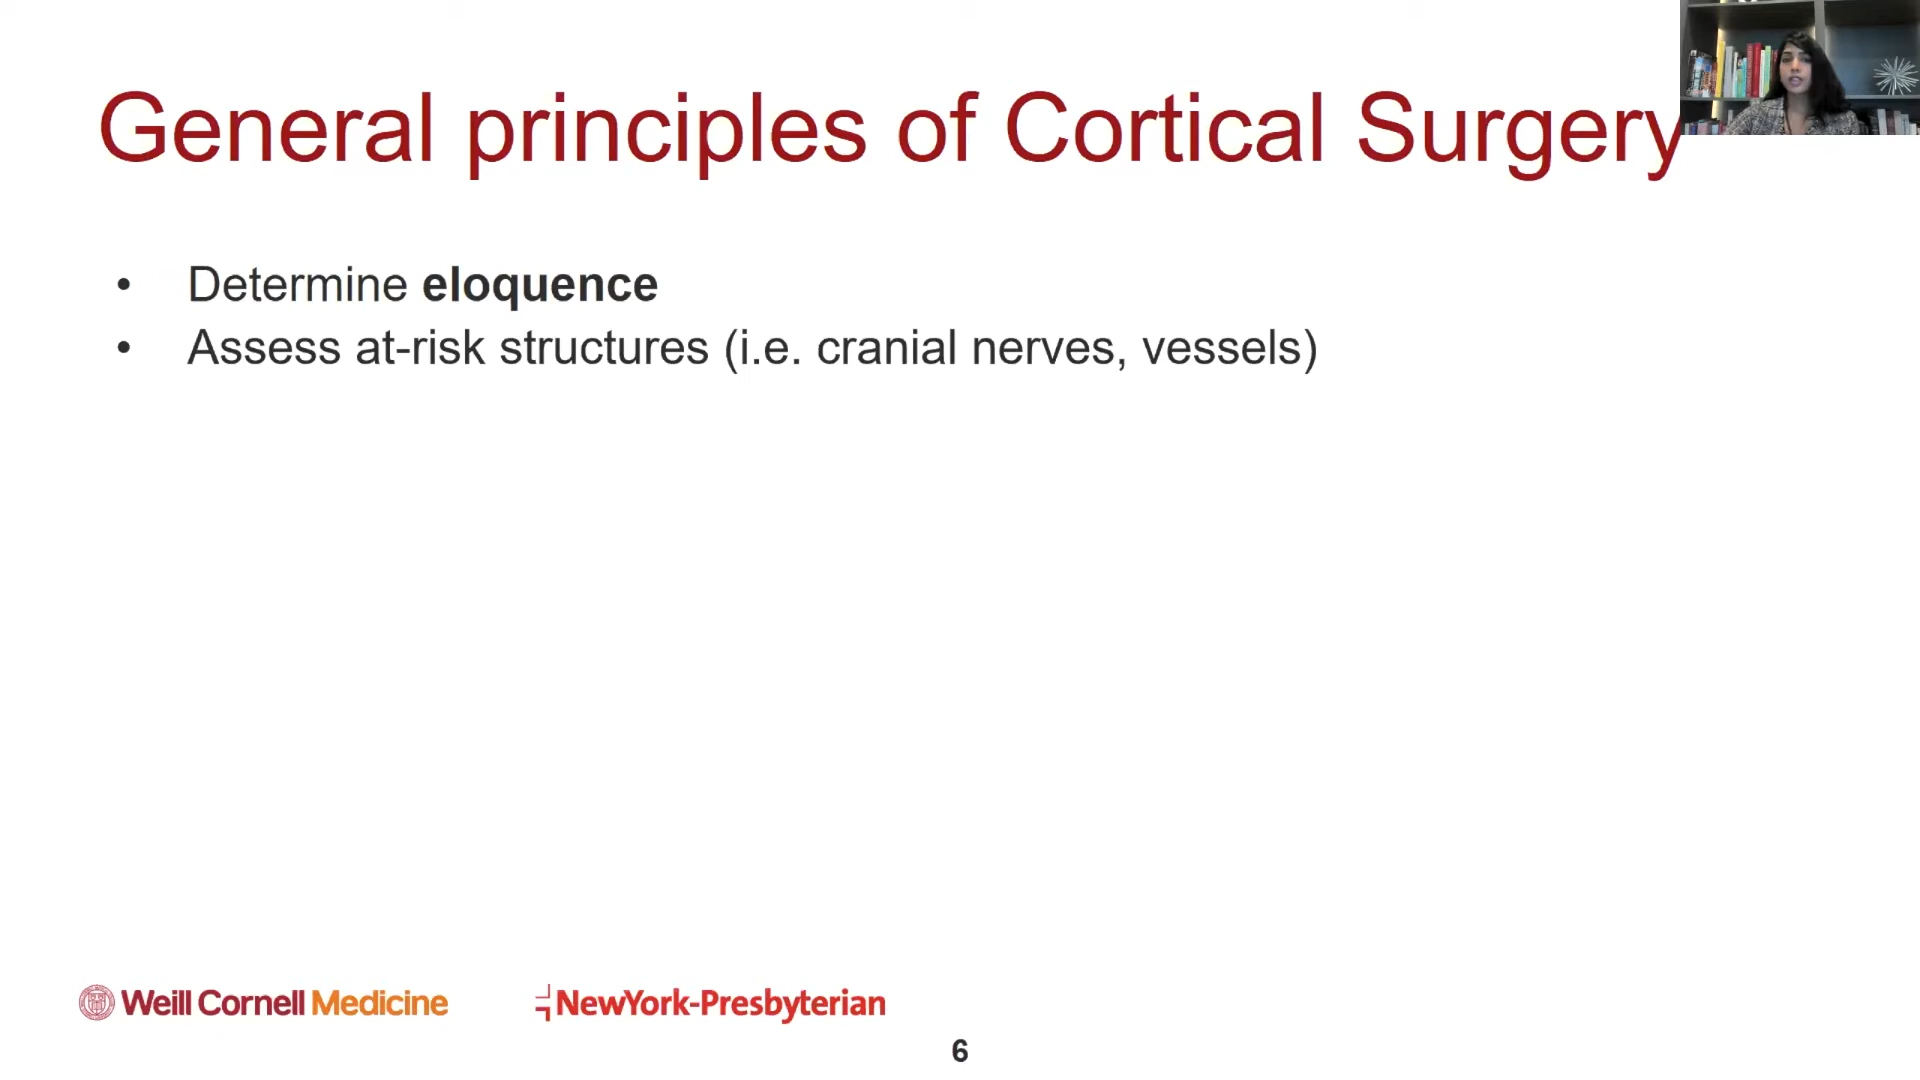 General principles of Cortical Surgery
• Determine eloquence
• Assess at-risk structures (i.e. cranial nerves, vessels)
Weill Cornell Medicine
NewYork-Presbyterian
6